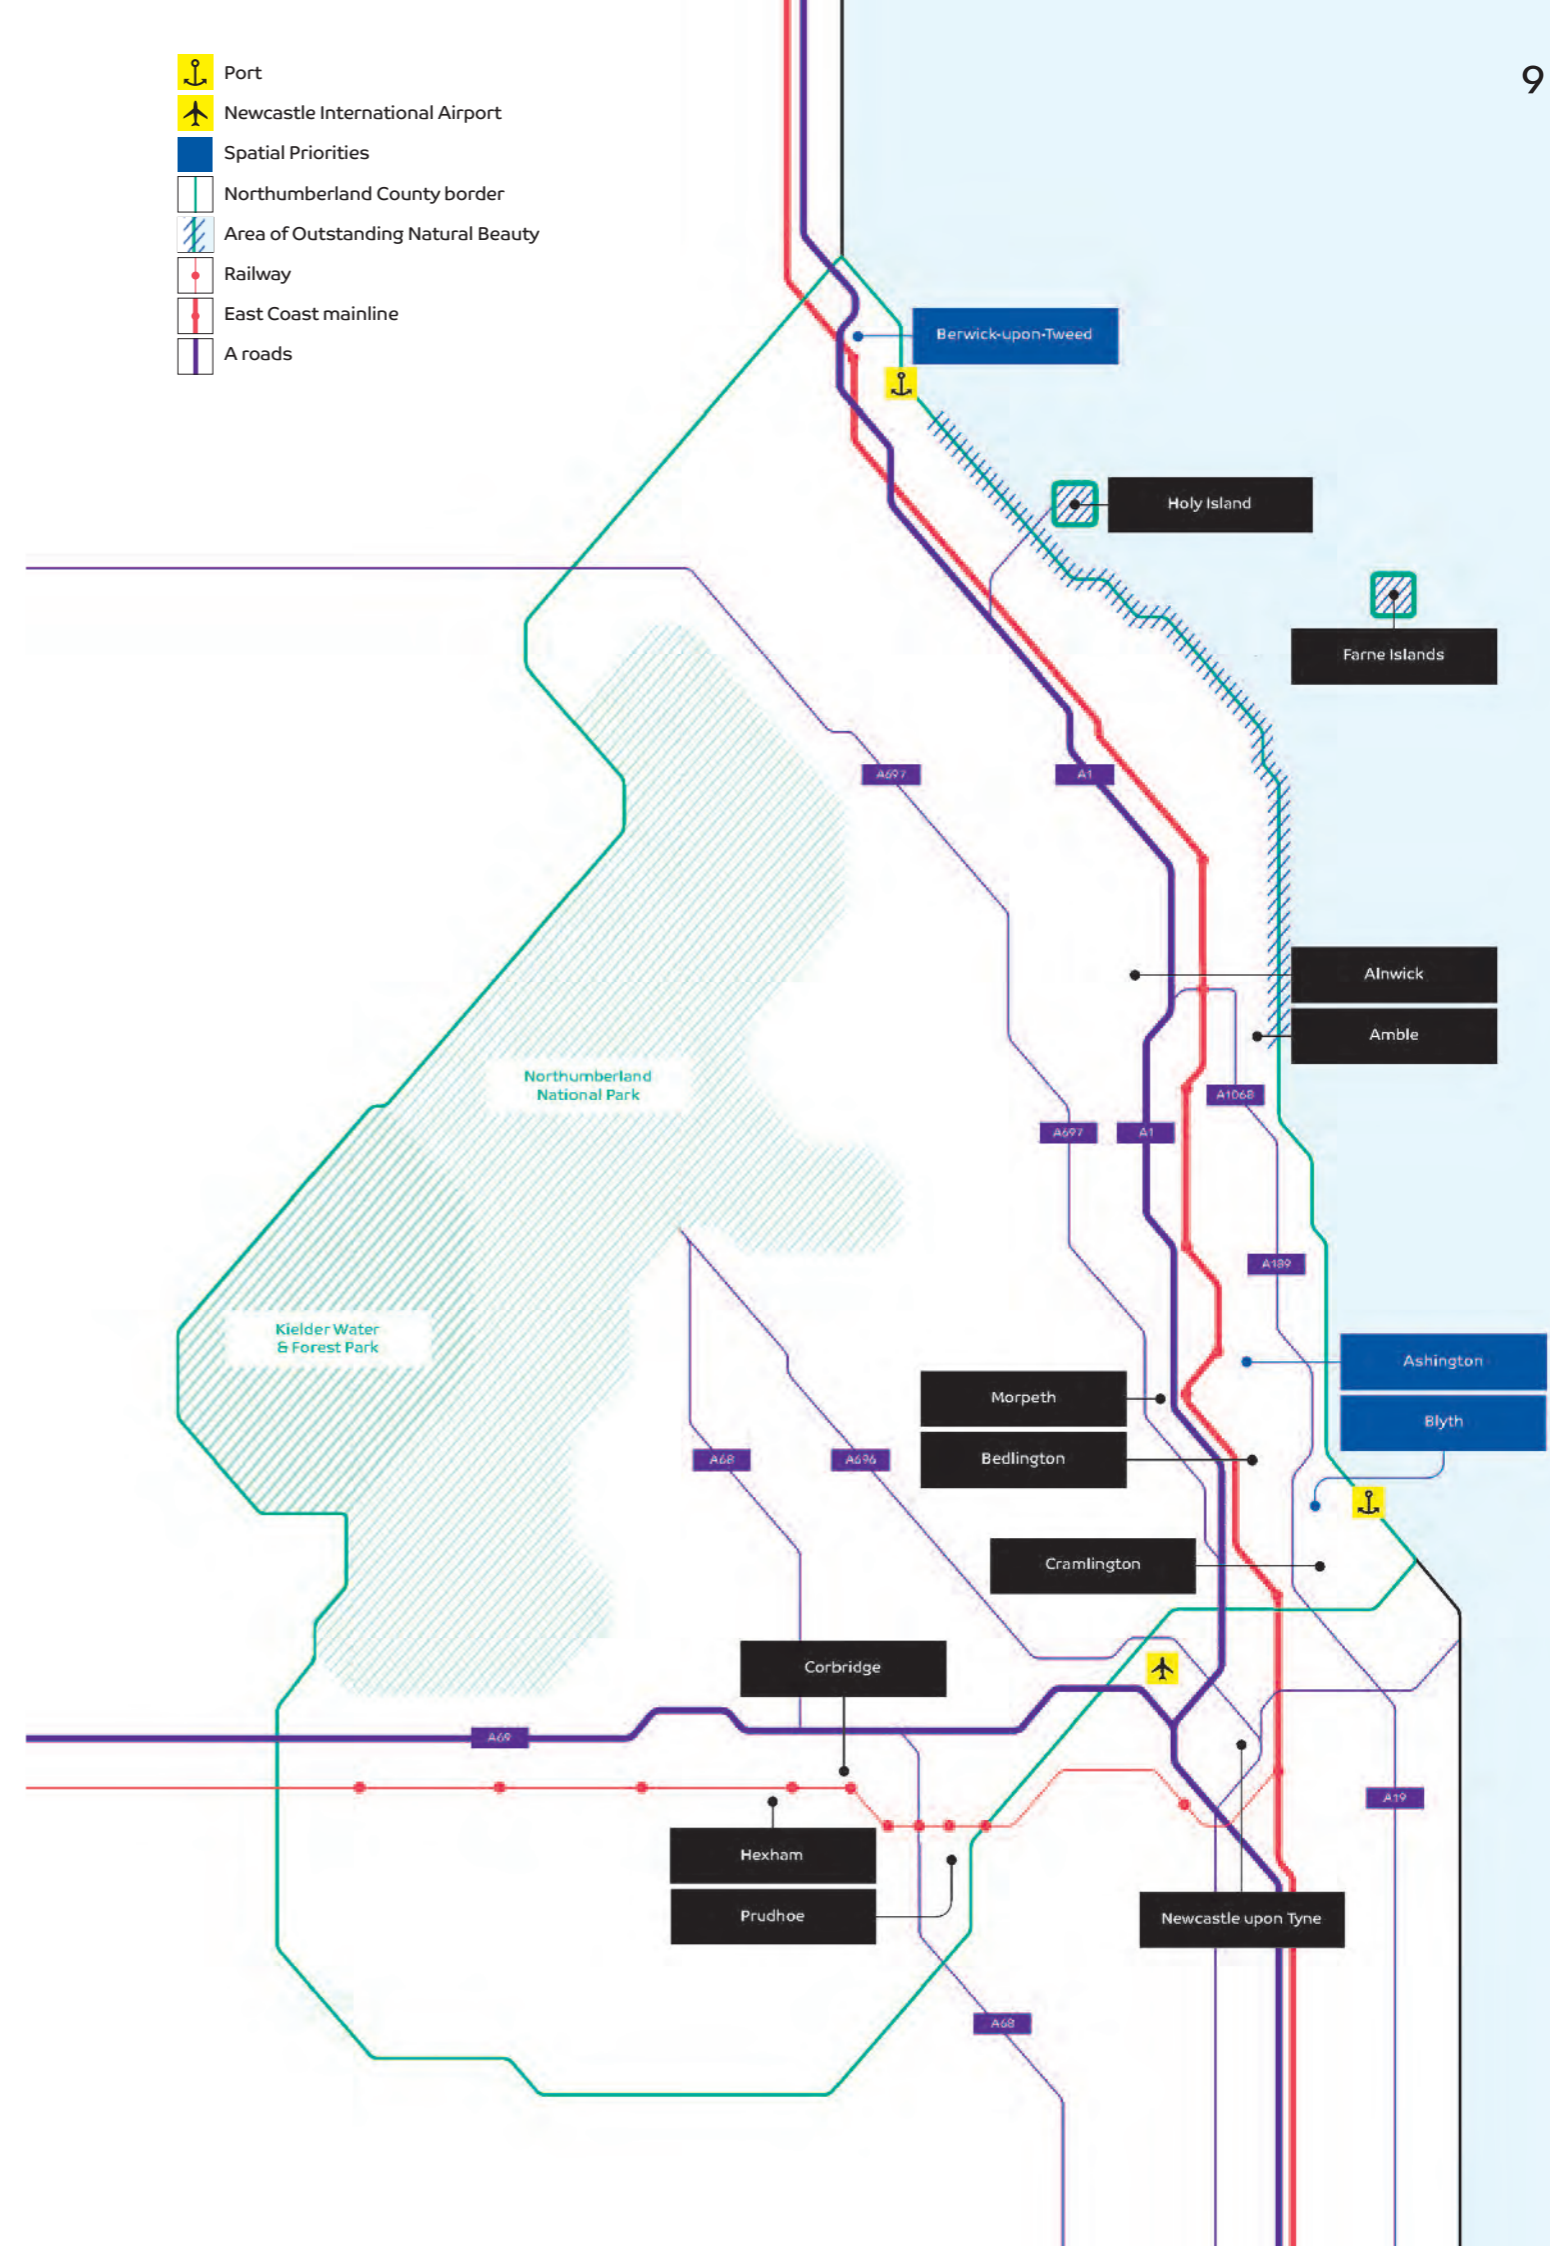 9
Port
Newcastle International Airport
Spatial Priorities
Northumberland County border
Area of Outstanding Natural Beauty
Railway
East Coast mainline
A roads
Berwick-upon-Tweed
Holy Island
Farne Islands
A697
A1
Alnwick
Amble
Northumberland
National Park
A1068
A697
A1
A189
Kielder Water
& Forest Park
Ashington
Morpeth
Blyth
Bedlington
A68
A696
Cramlington
Corbridge
A69
A19
Hexham
Prudhoe
Newcastle upon Tyne
A68